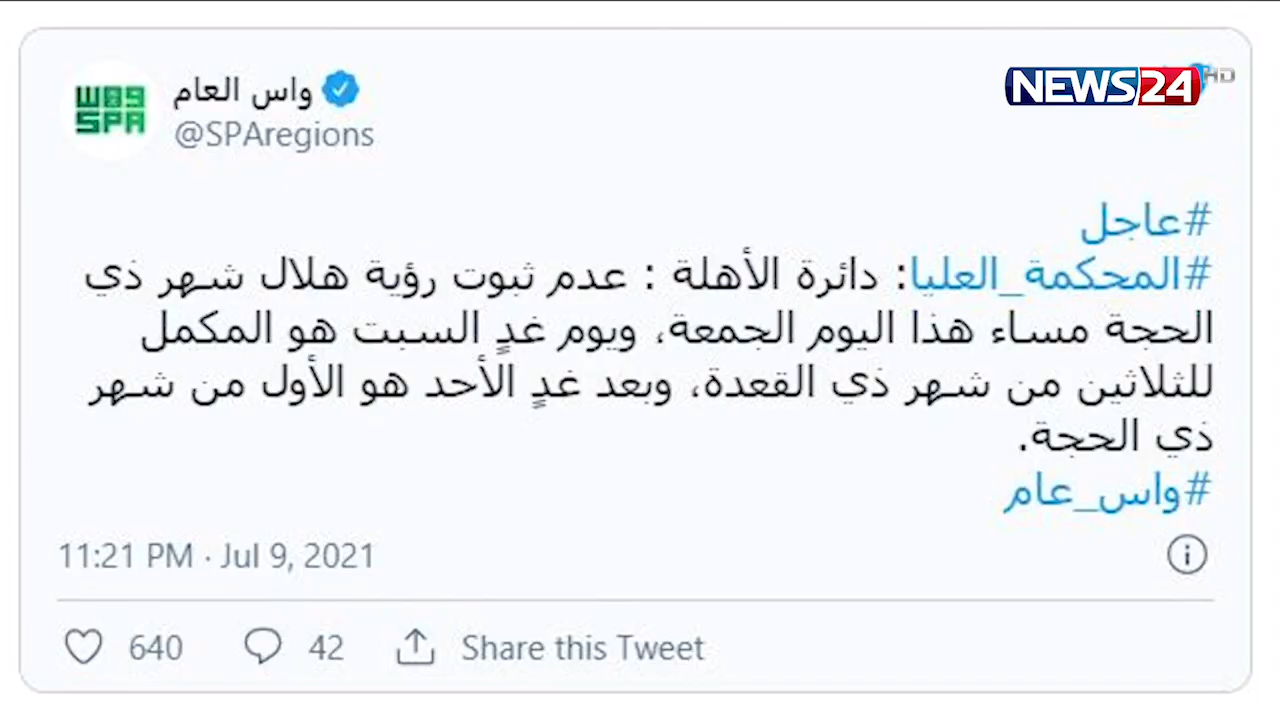 واس العام
@SPAregions
NEWS24 HD
#عاجل
#المحكمة_العليا: دائرة الأهلة : عدم ثبوت رؤية هلال شهر ذي
الحجة مساء هذا اليوم الجمعة، ويوم غدٍ السبت هو المكمل
للثلاثين من شهر ذي القعدة، وبعد غدٍ الأحد هو الأول من شهر
ذي الحجة.
#واس_عام
11:21 PM · Jul 9, 2021
640 42 Share this Tweet